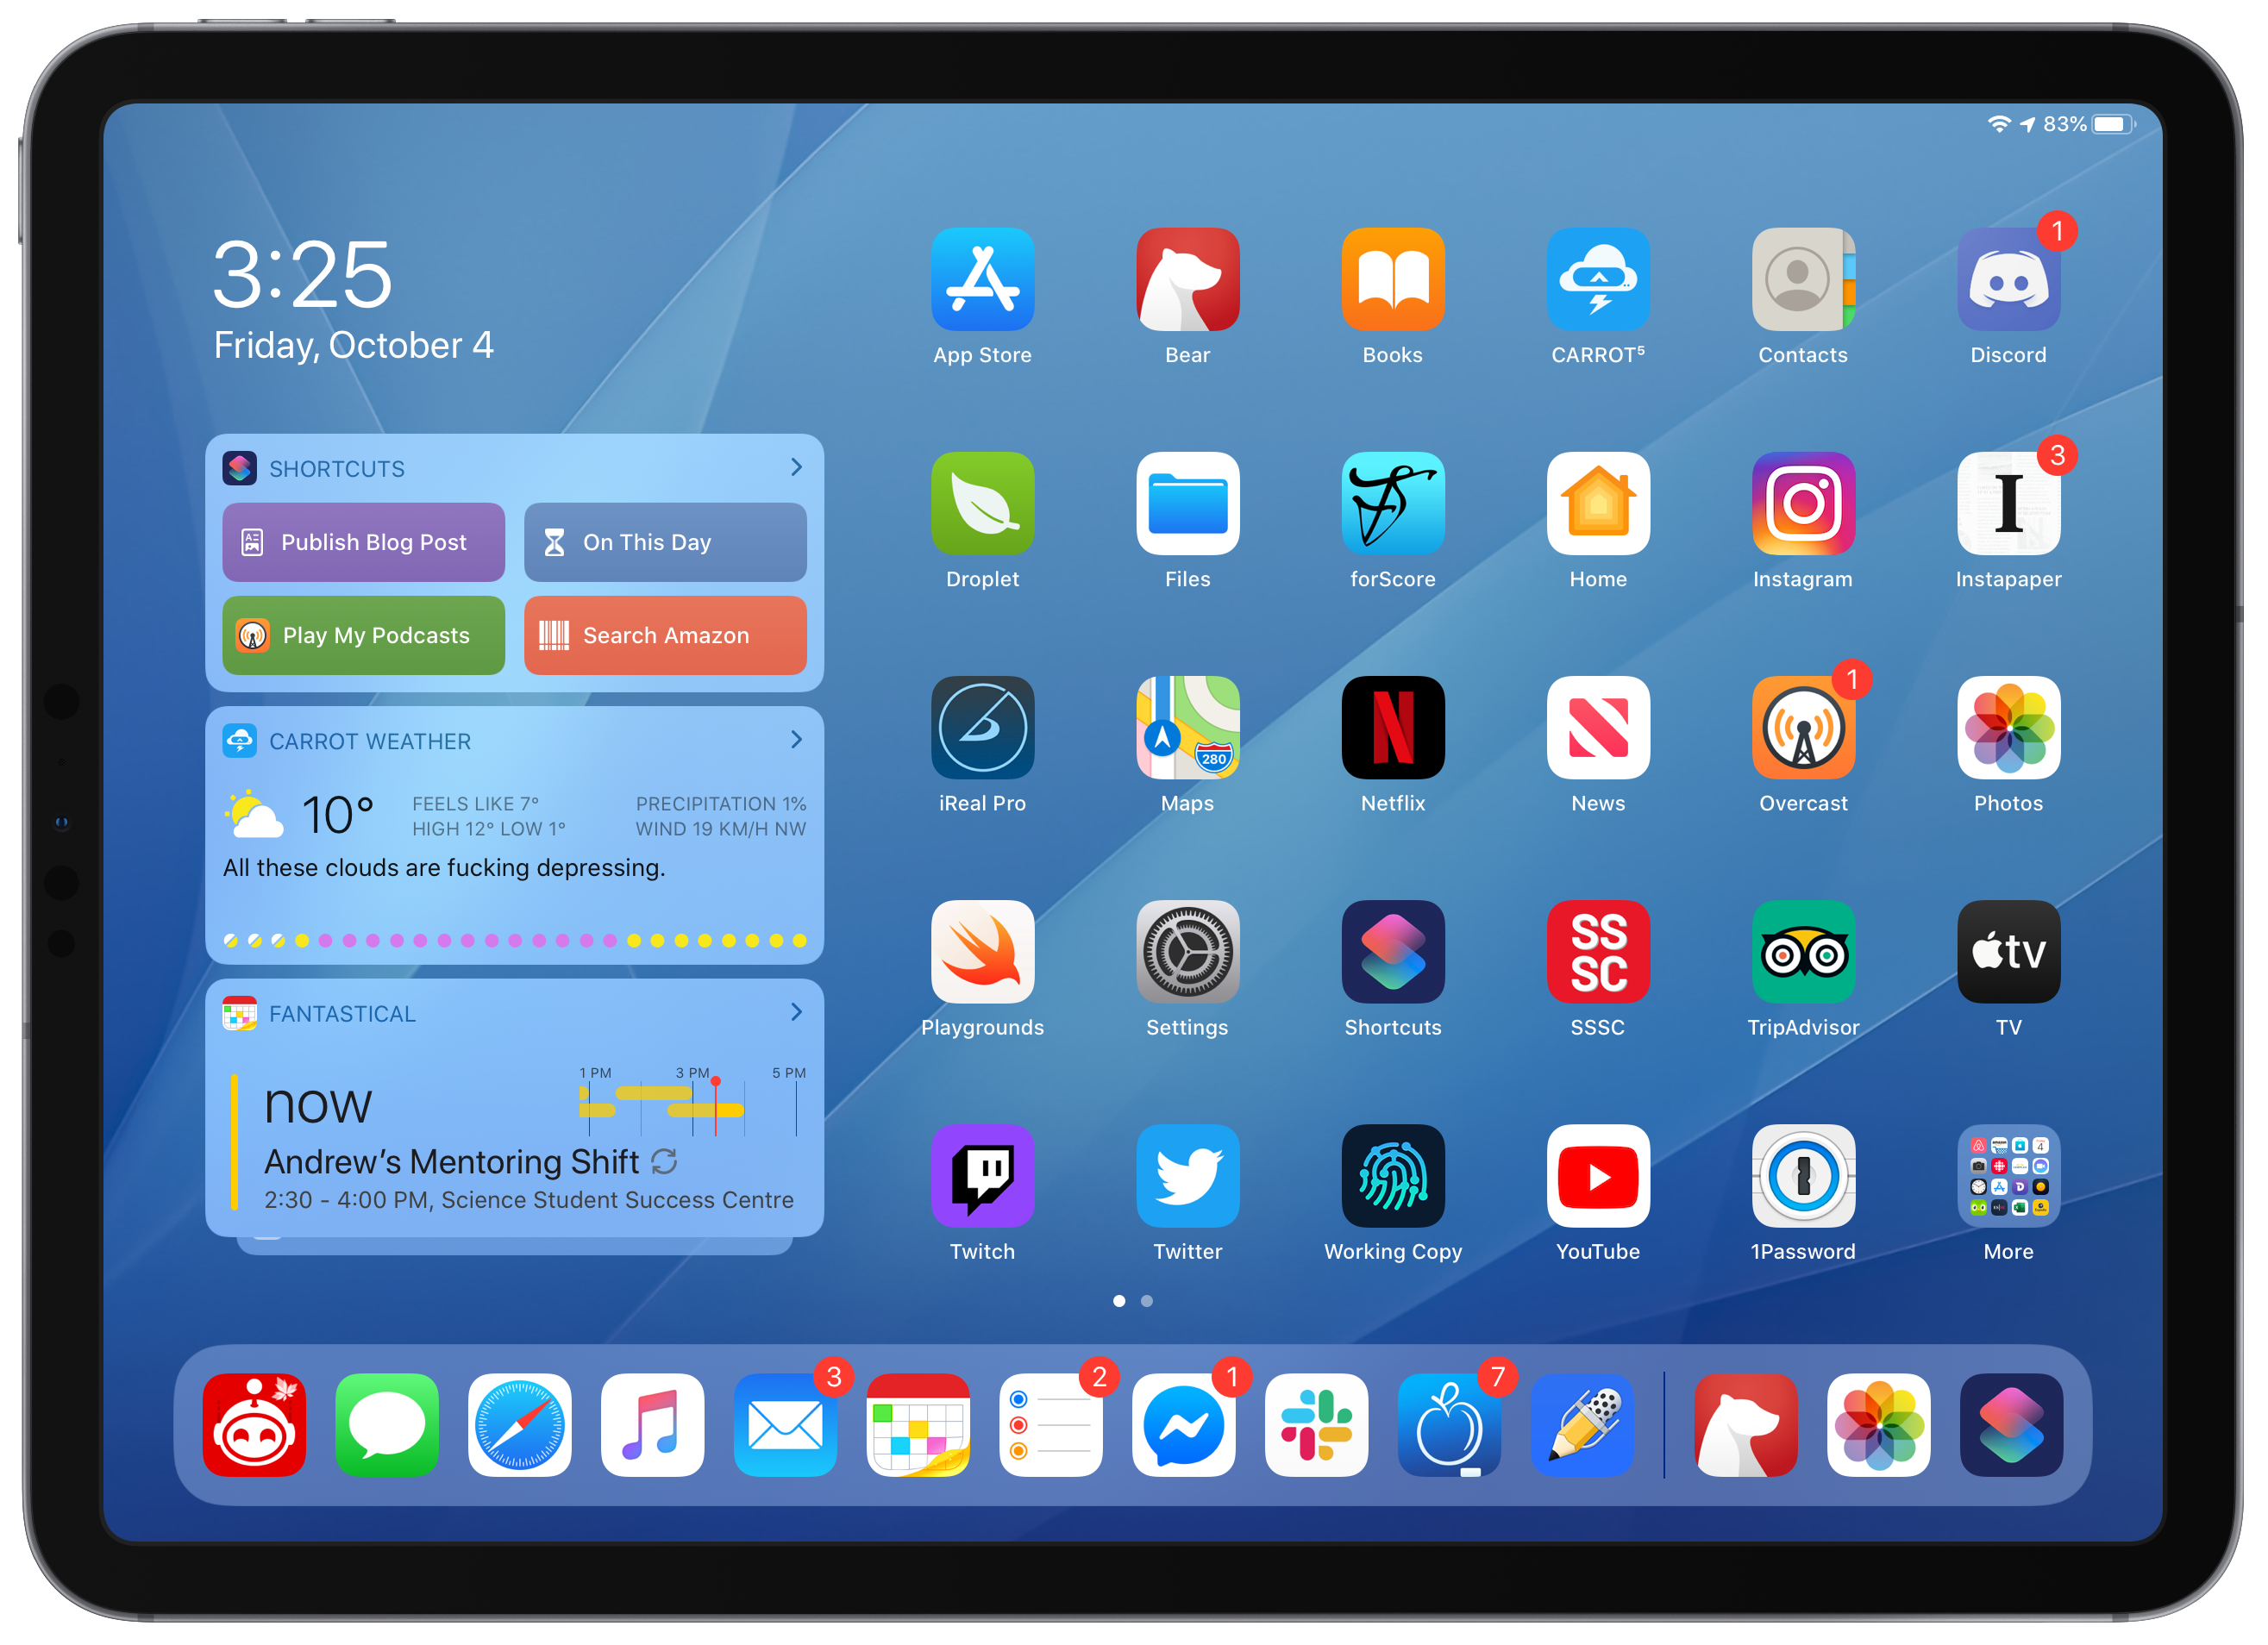 83%
3:25
Friday, October 4
SHORTCUTS
Publish Blog Post
On This Day
Play My Podcasts
Search Amazon
CARROT WEATHER
10°
FEELS LIKE 7°
PRECIPITATION 1%
HIGH 12° LOW 1°
WIND 19 KM/H NW
All these clouds are fucking depressing.
FANTASTICAL
1 PM 3 PM 5 PM
now
Andrew’s Mentoring Shift
2:30 - 4:00 PM, Science Student Success Centre
1
App Store Bear Books CARROT⁵ Contacts Discord
3
I
Droplet Files forScore Home Instagram Instapaper
280
N
1
iReal Pro Maps Netflix News Overcast Photos
SS
SC
tv
Playgrounds Settings Shortcuts SSSC TripAdvisor TV
4
Twitch Twitter Working Copy YouTube 1Password More
3 2 1 7